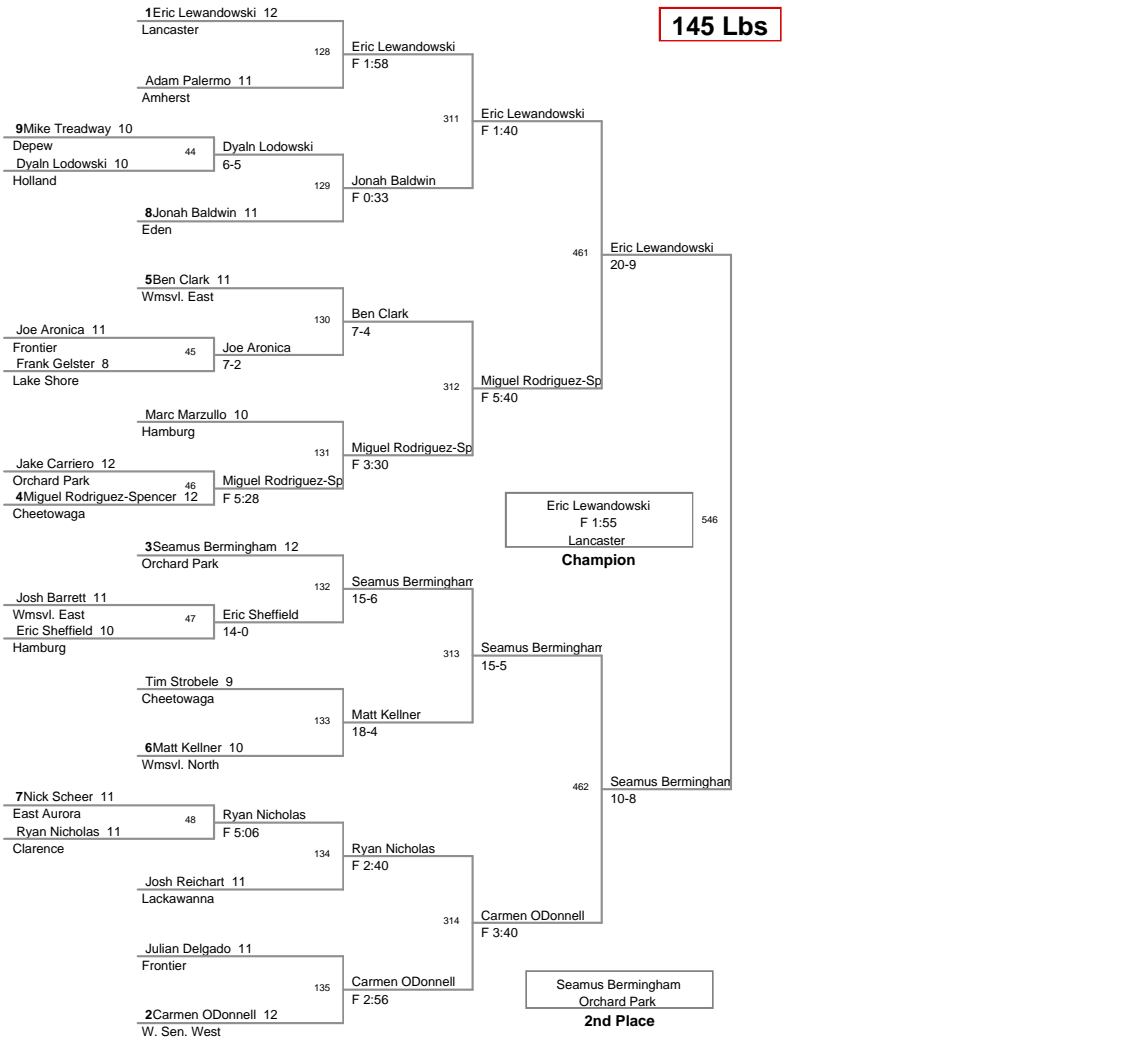 145 Lbs
1Eric Lewandowski 12
Lancaster
128
Adam Palermo 11
Amherst
Eric Lewandowski
F 1:58
9Mike Treadway 10
Depew
44
Dyaln Lodowski 10
Holland
Dyaln Lodowski
6-5
129
8Jonah Baldwin 11
Eden
Jonah Baldwin
F 0:33
311
Eric Lewandowski
F 1:40
5Ben Clark 11
Wmsvl. East
130
Joe Aronica 11
Frontier
45
Frank Gelster 8
Lake Shore
Joe Aronica
7-2
Ben Clark
7-4
312
Marc Marzullo 10
Hamburg
131
Jake Carriero 12
Orchard Park
46
4Miguel Rodriguez-Spencer 12
Cheetowaga
Miguel Rodriguez-Sp
F 5:28
Miguel Rodriguez-Sp
F 3:30
Miguel Rodriguez-Sp
F 5:40
461
Eric Lewandowski
20-9
Eric Lewandowski
F 1:55
Lancaster
Champion
546
3Seamus Bermingham 12
Orchard Park
132
Josh Barrett 11
Wmsvl. East
47
Eric Sheffield 10
Hamburg
Eric Sheffield
14-0
Seamus Bermingham
15-6
313
Seamus Bermingham
15-5
Tim Strobele 9
Cheetowaga
133
6Matt Kellner 10
Wmsvl. North
Matt Kellner
18-4
462
Seamus Bermingham
10-8
7Nick Scheer 11
East Aurora
48
Ryan Nicholas 11
Clarence
Ryan Nicholas
F 5:06
134
Josh Reichart 11
Lackawanna
Ryan Nicholas
F 2:40
314
Carmen ODonnell
F 3:40
Julian Delgado 11
Frontier
135
2Carmen ODonnell 12
W. Sen. West
Carmen ODonnell
F 2:56
Seamus Bermingham
Orchard Park
2nd Place